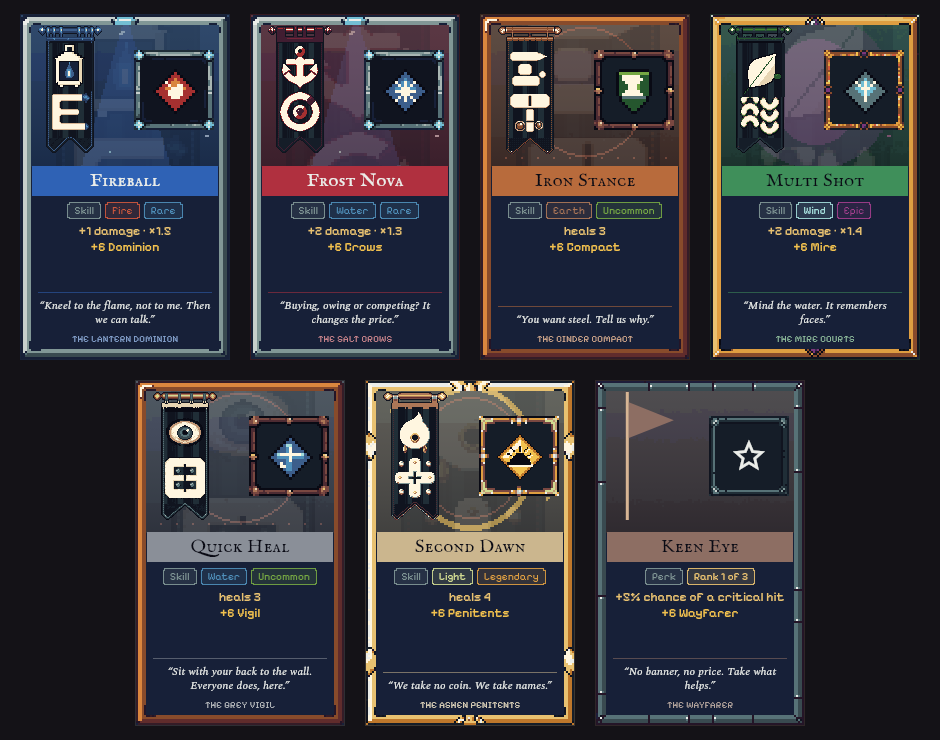 Fireball
Skill Fire Rare
+1 damage · ×1.5
+6 Dominion
“Kneel to the flame, not to me. Then
we can talk.”
THE LANTERN DOMINION
Frost Nova
Skill Water Rare
+2 damage · ×1.3
+6 Crows
“Buying, owing or competing? It
changes the price.”
THE SALT CROWS
Iron Stance
Skill Earth Uncommon
heals 3
+6 Compact
“You want steel. Tell us why.”
THE CINDER COMPACT
Multi Shot
Skill Wind Epic
+2 damage · ×1.4
+6 Mire
“Mind the water. It remembers
faces.”
THE MIRE COURTS
Quick Heal
Skill Water Uncommon
heals 3
+6 Vigil
“Sit with your back to the wall.
Everyone does, here.”
THE GREY VIGIL
Second Dawn
Skill Light Legendary
heals 4
+6 Penitents
“We take no coin. We take names.”
THE ASHEN PENITENTS
Keen Eye
Perk Rank 1 of 3
+5% chance of a critical hit
+6 Wayfarer
“No banner, no price. Take what
helps.”
THE WAYFARER